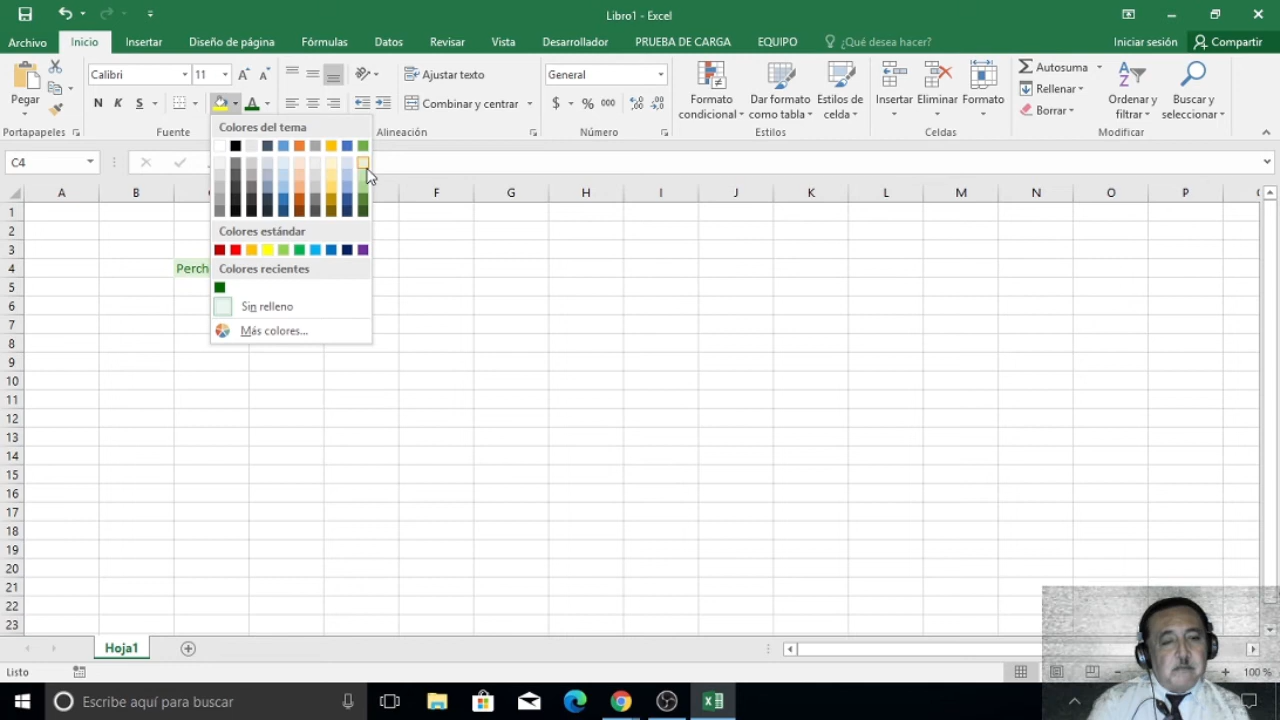 Libro1 - Excel
Archivo Inicio Insertar Diseño de página Fórmulas Datos Revisar Vista Desarrollador PRUEBA DE CARGA EQUIPO ¿Qué desea hacer? Iniciar sesión Compartir
Pegar
Calibri 11
N K S
Ajustar texto
Combinar y centrar
General
$ % 000
Formato condicional
Dar formato como tabla
Estilos de celda
Insertar Eliminar Formato
Autosuma
Rellenar
Borrar
Ordenar y filtrar
Buscar y seleccionar
Portapapeles Fuente Alineación Número Estilos Celdas Modificar
Colores del tema
Colores estándar
Colores recientes
Sin relleno
Más colores...
C4
A B C F G H I J K L M N O P
1
2
3
4 Perch
5
6
7
8
9
10
11
12
13
14
15
16
17
18
19
20
21
22
23
Hoja1
Listo
100 %
Escribe aquí para buscar